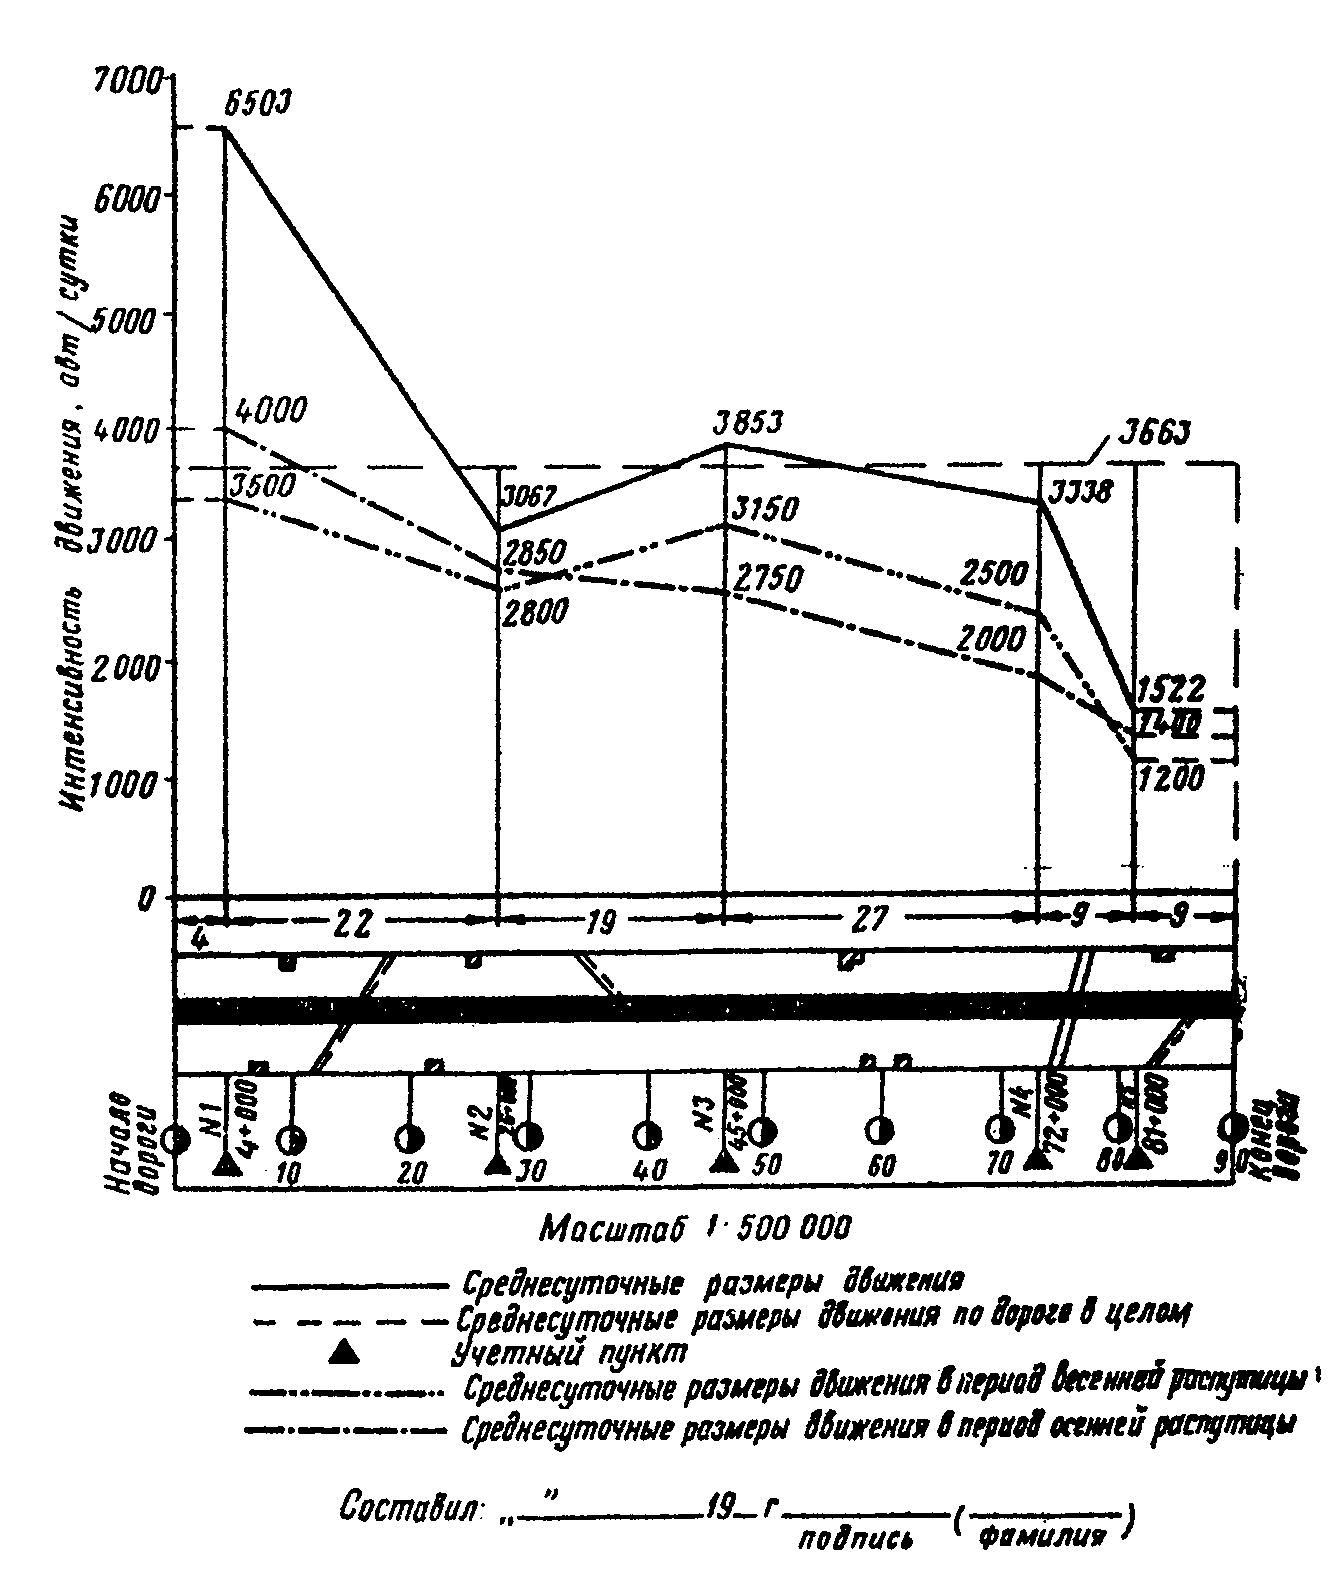 7000
6503
6000
5000
4000
4000
3853
3663
3500
3067
3338
3150
3000
2850
2750
2500
2800
2000
2000
1522
1400
1200
1000
0
Интенсивность движения, авт/сутки
4
22
19
27
9
9
Начало дороги
N1
4+000
10
20
N2
26+000
30
40
N3
45+000
50
60
70
N4
72+000
80
81+000
90
Конец дороги
Масштаб 1:500 000
Среднесуточные размеры движения
Среднесуточные размеры движения по дороге в целом
Учетный пункт
Среднесуточные размеры движения в период весенней распутицы
Среднесуточные размеры движения в период осенней распутицы
Составил: „ ” 19 г ( )
подпись фамилия